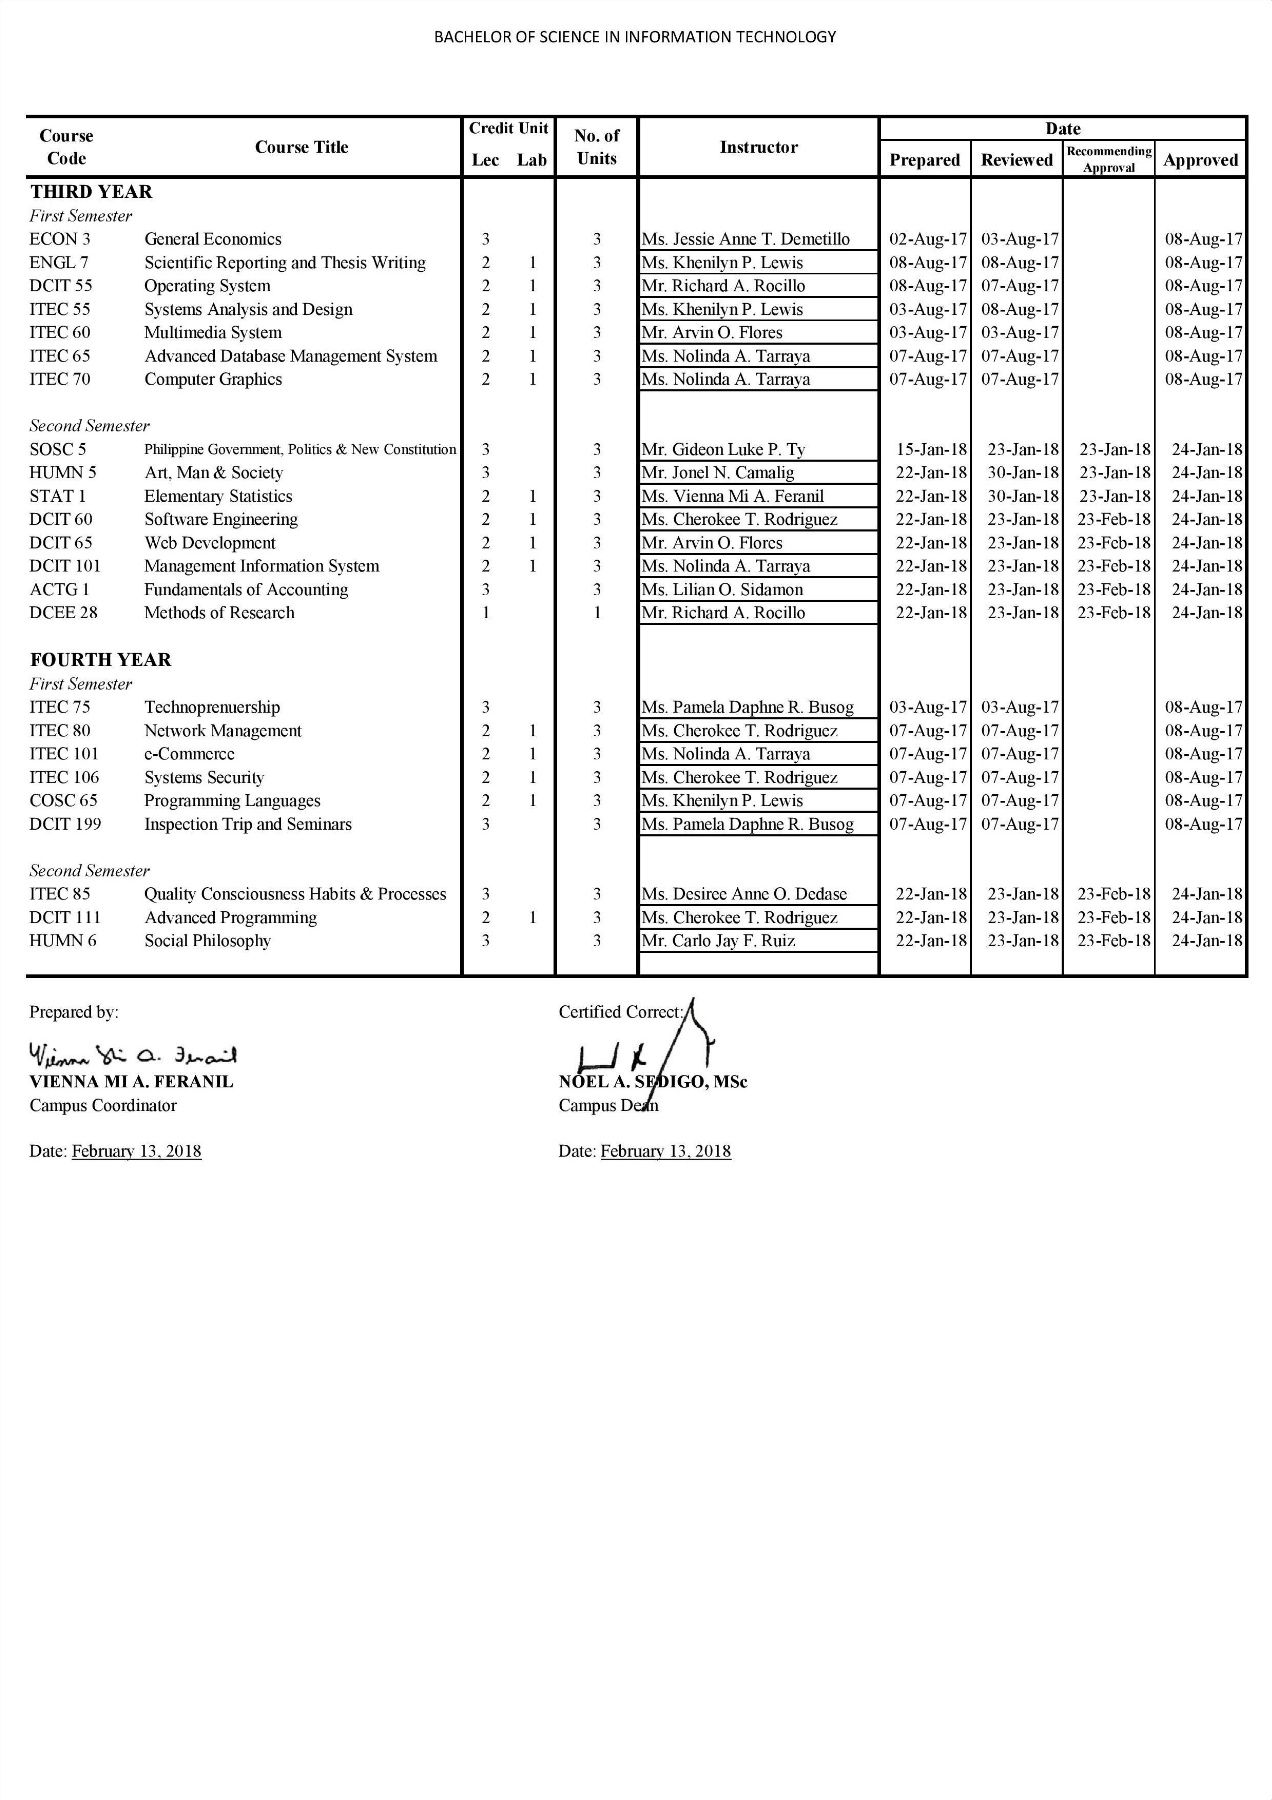 BACHELOR OF SCIENCE IN INFORMATION TECHNOLOGY
Course Code Course Title Credit Unit Lec Lab No. of Units Instructor Date Prepared Reviewed Recommending Approval Approved
THIRD YEAR
First Semester
ECON 3 General Economics 3 3 Ms. Jessie Anne T. Demetillo 02-Aug-17 03-Aug-17 08-Aug-17
ENGL 7 Scientific Reporting and Thesis Writing 2 1 3 Ms. Khenilyn P. Lewis 08-Aug-17 08-Aug-17 08-Aug-17
DCIT 55 Operating System 2 1 3 Mr. Richard A. Rocillo 08-Aug-17 07-Aug-17 08-Aug-17
ITEC 55 Systems Analysis and Design 2 1 3 Ms. Khenilyn P. Lewis 03-Aug-17 08-Aug-17 08-Aug-17
ITEC 60 Multimedia System 2 1 3 Mr. Arvin O. Flores 03-Aug-17 03-Aug-17 08-Aug-17
ITEC 65 Advanced Database Management System 2 1 3 Ms. Nolinda A. Tarraya 07-Aug-17 07-Aug-17 08-Aug-17
ITEC 70 Computer Graphics 2 1 3 Ms. Nolinda A. Tarraya 07-Aug-17 07-Aug-17 08-Aug-17
Second Semester
SOSC 5 Philippine Government, Politics & New Constitution 3 3 Mr. Gideon Luke P. Ty 15-Jan-18 23-Jan-18 23-Jan-18 24-Jan-18
HUMN 5 Art, Man & Society 3 3 Mr. Jonel N. Camalig 22-Jan-18 30-Jan-18 23-Jan-18 24-Jan-18
STAT 1 Elementary Statistics 2 1 3 Ms. Vienna Mi A. Feranil 22-Jan-18 30-Jan-18 23-Jan-18 24-Jan-18
DCIT 60 Software Engineering 2 1 3 Ms. Cherokee T. Rodriguez 22-Jan-18 23-Jan-18 23-Feb-18 24-Jan-18
DCIT 65 Web Development 2 1 3 Mr. Arvin O. Flores 22-Jan-18 23-Jan-18 23-Feb-18 24-Jan-18
DCIT 101 Management Information System 2 1 3 Ms. Nolinda A. Tarraya 22-Jan-18 23-Jan-18 23-Feb-18 24-Jan-18
ACTG 1 Fundamentals of Accounting 3 3 Ms. Lilian O. Sidamon 22-Jan-18 23-Jan-18 23-Feb-18 24-Jan-18
DCEE 28 Methods of Research 1 1 Mr. Richard A. Rocillo 22-Jan-18 23-Jan-18 23-Feb-18 24-Jan-18
FOURTH YEAR
First Semester
ITEC 75 Technoprenuership 3 3 Ms. Pamela Daphne R. Busog 03-Aug-17 03-Aug-17 08-Aug-17
ITEC 80 Network Management 2 1 3 Ms. Cherokee T. Rodriguez 07-Aug-17 07-Aug-17 08-Aug-17
ITEC 101 e-Commerce 2 1 3 Ms. Nolinda A. Tarraya 07-Aug-17 07-Aug-17 08-Aug-17
ITEC 106 Systems Security 2 1 3 Ms. Cherokee T. Rodriguez 07-Aug-17 07-Aug-17 08-Aug-17
COSC 65 Programming Languages 2 1 3 Ms. Khenilyn P. Lewis 07-Aug-17 07-Aug-17 08-Aug-17
DCIT 199 Inspection Trip and Seminars 3 3 Ms. Pamela Daphne R. Busog 07-Aug-17 07-Aug-17 08-Aug-17
Second Semester
ITEC 85 Quality Consciousness Habits & Processes 3 3 Ms. Desiree Anne O. Dedase 22-Jan-18 23-Jan-18 23-Feb-18 24-Jan-18
DCIT 111 Advanced Programming 2 1 3 Ms. Cherokee T. Rodriguez 22-Jan-18 23-Jan-18 23-Feb-18 24-Jan-18
HUMN 6 Social Philosophy 3 3 Mr. Carlo Jay F. Ruiz 22-Jan-18 23-Jan-18 23-Feb-18 24-Jan-18
Prepared by: Certified Correct:
Vienna Mi A. Feranil
VIENNA MI A. FERANIL NOEL A. SEDIGO, MSc
Campus Coordinator Campus Dean
Date: February 13, 2018 Date: February 13, 2018